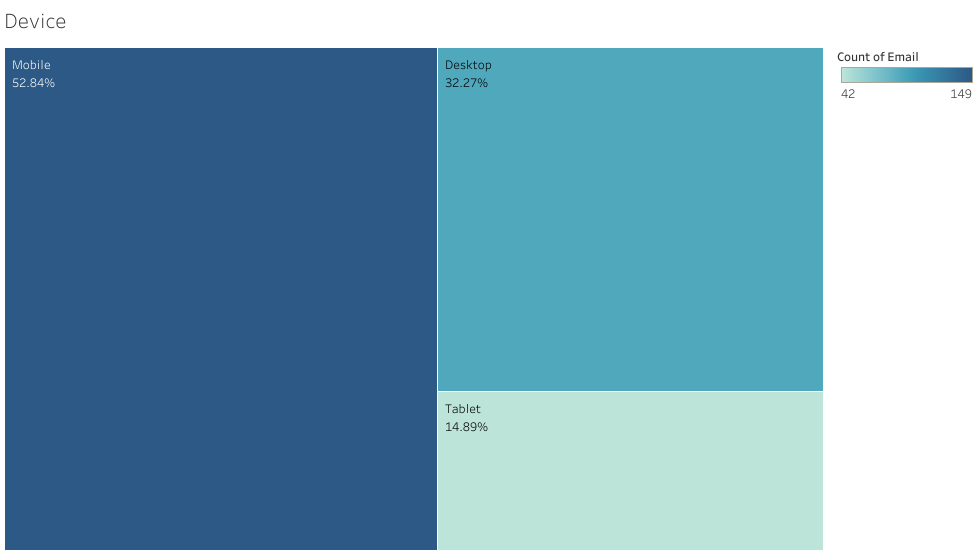 Device
Mobile
52.84%
Desktop
32.27%
Tablet
14.89%
Count of Email
42 149